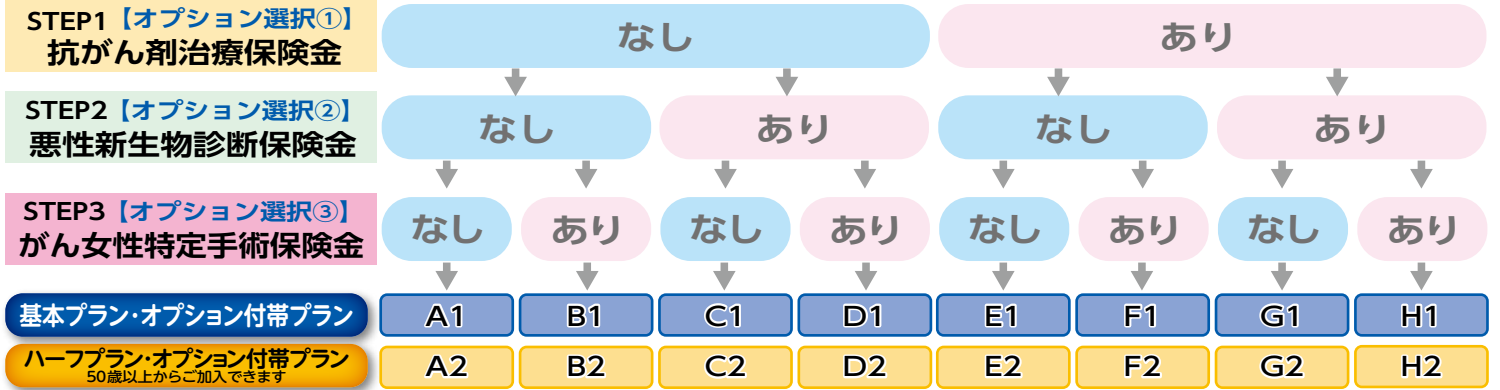 STEP1【オプション選択①】
抗がん剤治療保険金
なし あり
STEP2【オプション選択②】
悪性新生物診断保険金
なし あり なし あり
STEP3【オプション選択③】
がん女性特定手術保険金
なし あり なし あり なし あり なし あり
基本プラン・オプション付帯プラン A1 B1 C1 D1 E1 F1 G1 H1
ハーフプラン・オプション付帯プラン
50歳以上からご加入できます
A2 B2 C2 D2 E2 F2 G2 H2